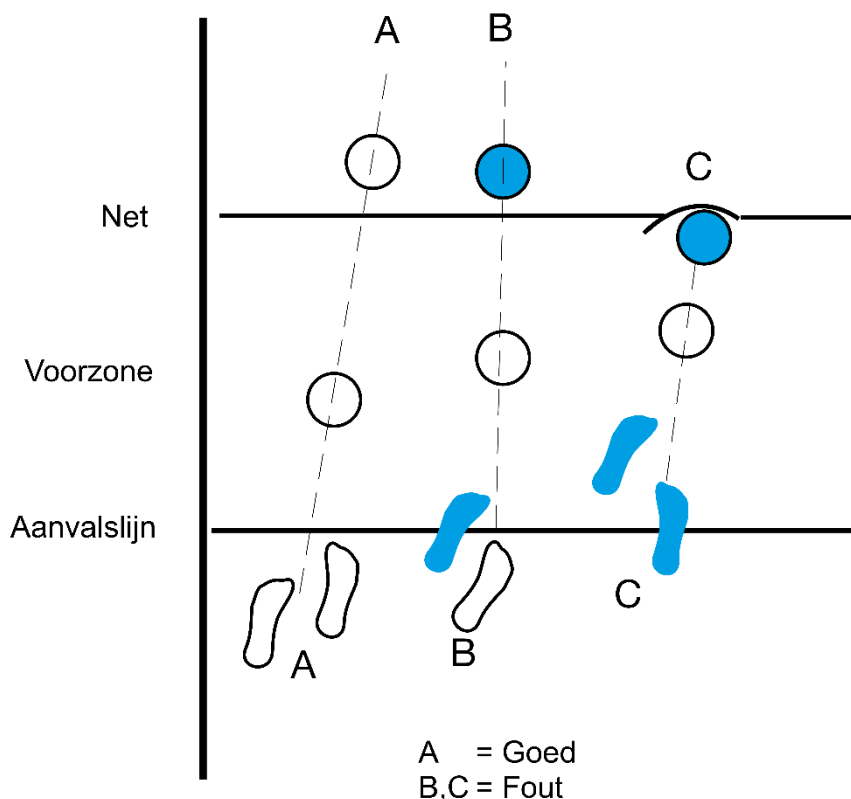 A
B
C
Net
Voorzone
Aanvalslijn
C
B
A
A = Goed
B,C = Fout